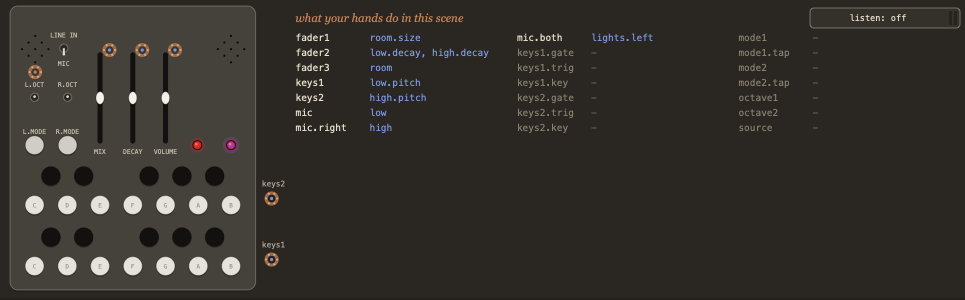 what your hands do in this scene
listen: off
LINE IN
MIC
L.OCT R.OCT
L.MODE R.MODE
MIX DECAY VOLUME
C D E F G A B
C D E F G A B
keys2
keys1
fader1 room.size
fader2 low.decay, high.decay
fader3 room
keys1 low.pitch
keys2 high.pitch
mic low
mic.right high
mic.both lights.left
keys1.gate –
keys1.trig –
keys1.key –
keys2.gate –
keys2.trig –
keys2.key –
mode1 –
mode1.tap –
mode2 –
mode2.tap –
octave1 –
octave2 –
source –